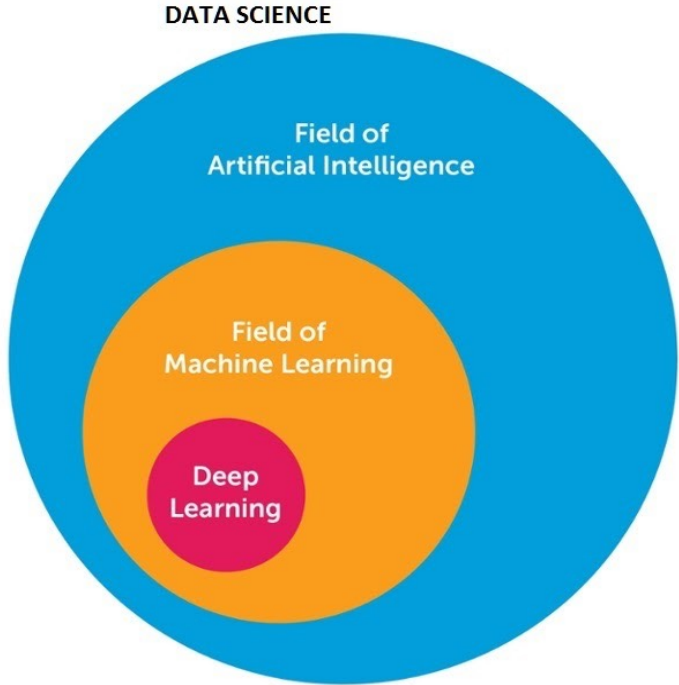 DATA SCIENCE
Field of
Artificial Intelligence
Field of
Machine Learning
Deep
Learning